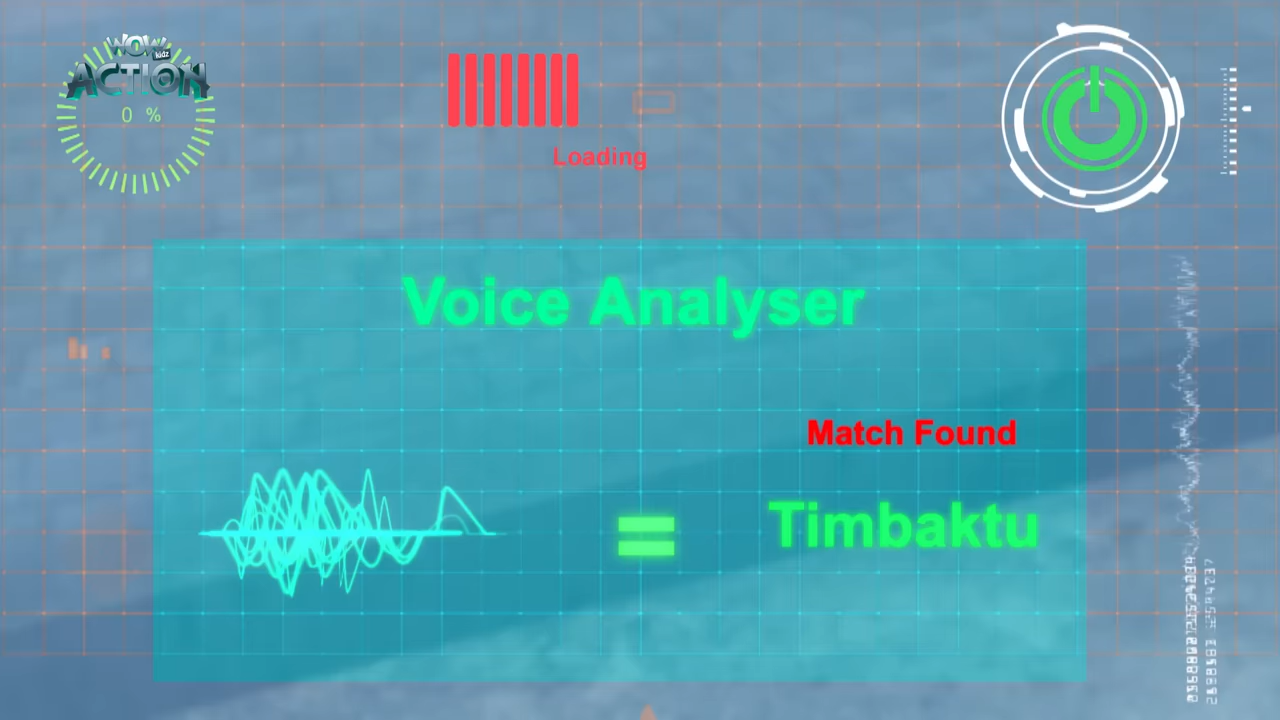 WOW
kidz
ACTION
0 %
Loading
Voice Analyser
Match Found
=
Timbaktu